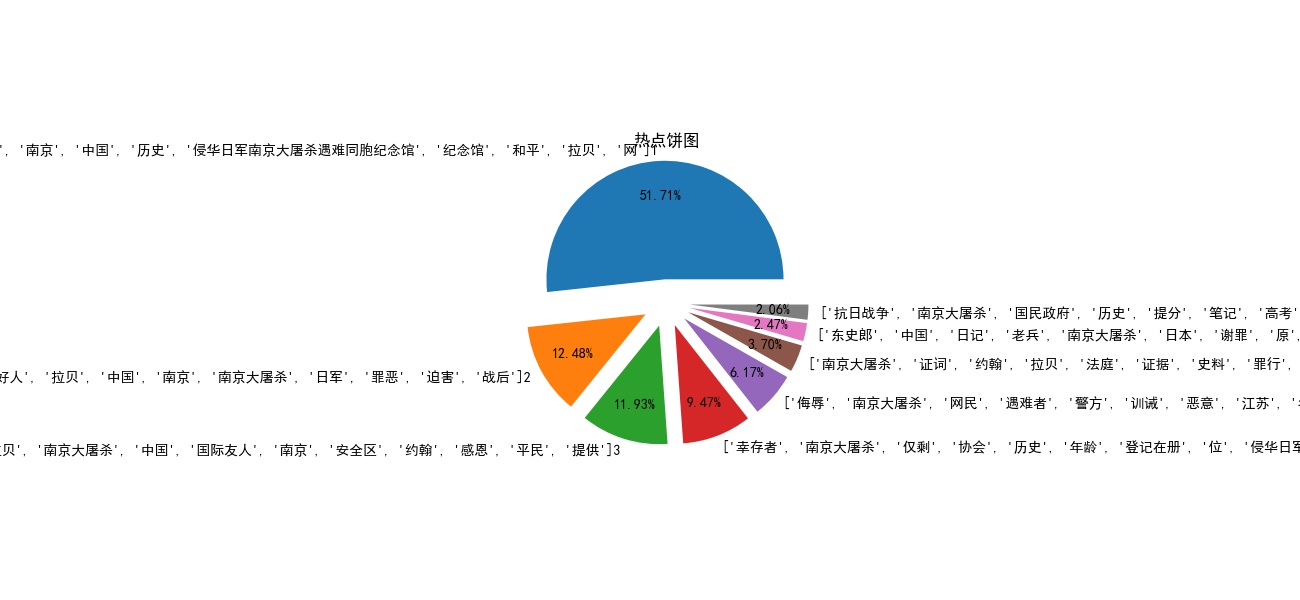 热点饼图
', '南京', '中国', '历史', '侵华日军南京大屠杀遇难同胞纪念馆', '纪念馆', '和平', '拉贝', '网']1
51.71%
2.06%
['抗日战争', '南京大屠杀', '国民政府', '历史', '提分', '笔记', '高考'
2.47%
['东史郎', '中国', '日记', '老兵', '南京大屠杀', '日本', '谢罪', '原',
3.70%
['南京大屠杀', '证词', '约翰', '拉贝', '法庭', '证据', '史料', '罪行',
12.48%
好人', '拉贝', '中国', '南京', '南京大屠杀', '日军', '罪恶', '迫害', '战后']2
6.17%
['侮辱', '南京大屠杀', '网民', '遇难者', '警方', '训诫', '恶意', '江苏', '
11.93%
9.47%
贝', '南京大屠杀', '中国', '国际友人', '南京', '安全区', '约翰', '感恩', '平民', '提供']3
['幸存者', '南京大屠杀', '仅剩', '协会', '历史', '年龄', '登记在册', '位', '侵华日军